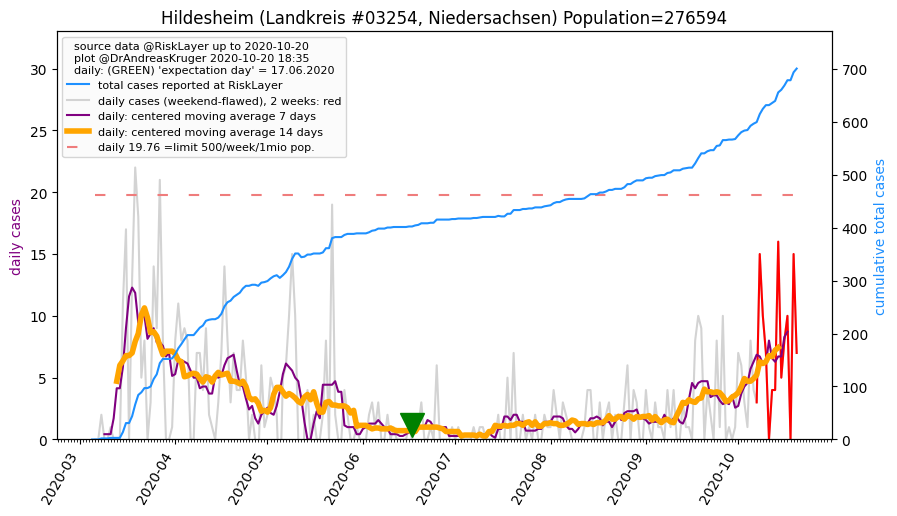 Hildesheim (Landkreis #03254, Niedersachsen) Population=276594
source data @RiskLayer up to 2020-10-20
plot @DrAndreasKruger 2020-10-20 18:35
daily: (GREEN) 'expectation day' = 17.06.2020
total cases reported at RiskLayer
daily cases (weekend-flawed), 2 weeks: red
daily: centered moving average 7 days
daily: centered moving average 14 days
daily 19.76 =limit 500/week/1mio pop.
daily cases
30
25
20
15
10
5
0
700
600
500
400
300
200
100
0
cumulative total cases
2020-03
2020-04
2020-05
2020-06
2020-07
2020-08
2020-09
2020-10